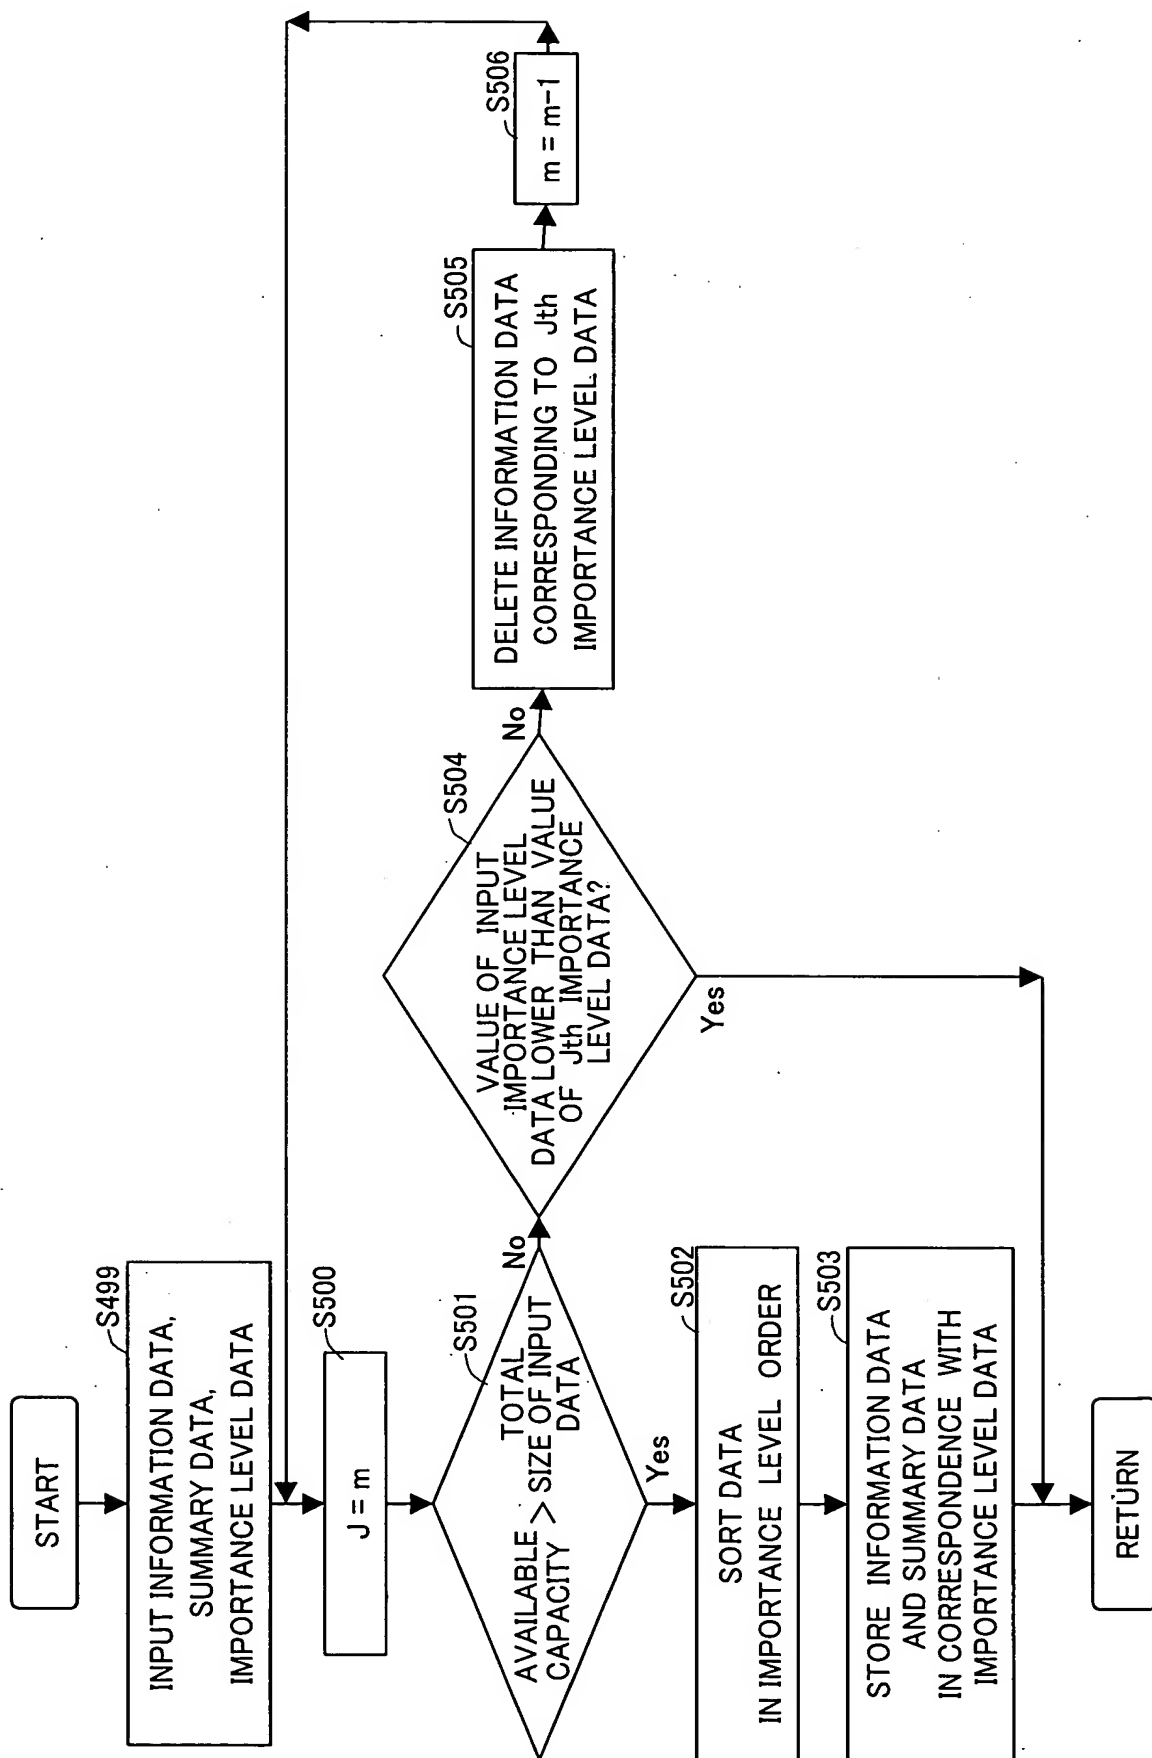 START
S499
INPUT INFORMATION DATA,
SUMMARY DATA,
IMPORTANCE LEVEL DATA
S500
J = m
S501
TOTAL
AVAILABLE > SIZE OF INPUT
CAPACITY DATA
No
Yes
S502
SORT DATA
IN IMPORTANCE LEVEL ORDER
S503
STORE INFORMATION DATA
AND SUMMARY DATA
IN CORRESPONDENCE WITH
IMPORTANCE LEVEL DATA
RETURN
S504
VALUE OF INPUT
IMPORTANCE LEVEL
DATA LOWER THAN VALUE
OF Jth IMPORTANCE
LEVEL DATA?
No
Yes
S505
DELETE INFORMATION DATA
CORRESPONDING TO Jth
IMPORTANCE LEVEL DATA
S506
m = m-1